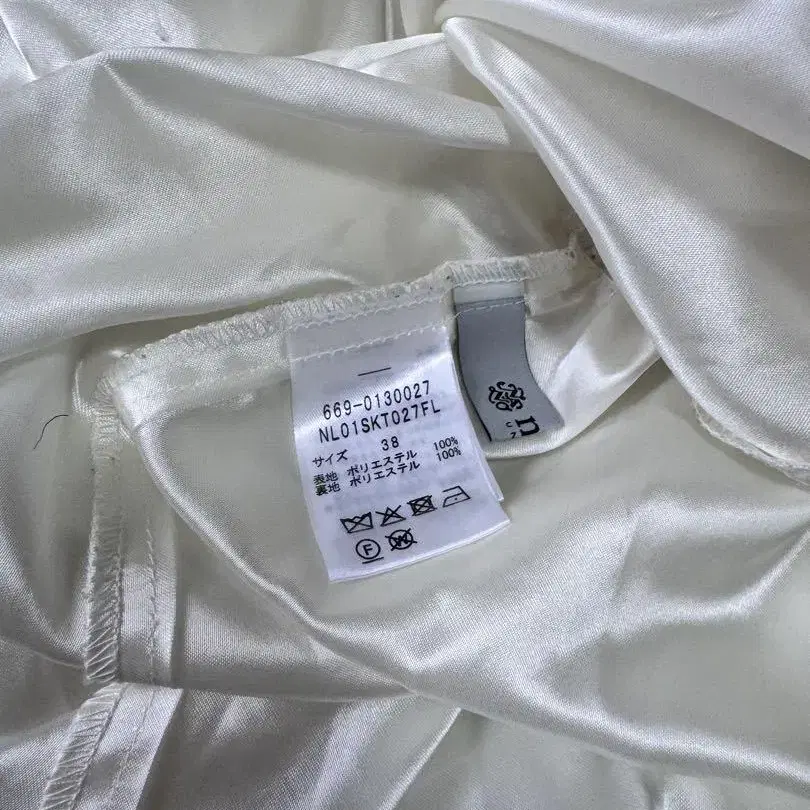 669-0130027
NL01SKT027FL
サイズ 38
表地 ポリエステル 100%
裏地 ポリエステル 100%
F W
n